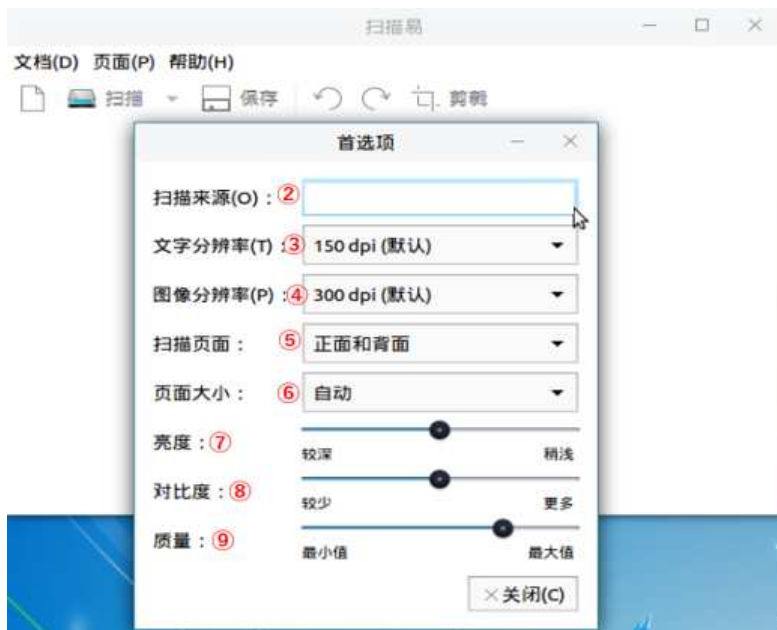 扫描易
文档(D) 页面(P) 帮助(H)
扫描 保存 剪裁
首选项
扫描来源(O)：②
文字分辨率(T)：③ 150 dpi (默认)
图像分辨率(P)：④ 300 dpi (默认)
扫描页面：⑤ 正面和背面
页面大小：⑥ 自动
亮度：⑦
较深 稍浅
对比度：⑧
较少 更多
质量：⑨
最小值 最大值
×关闭(C)